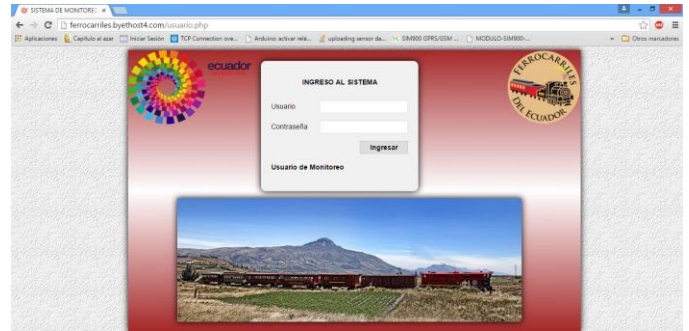 SISTEMA DE MONITOREO
ferrocarriles.byethost4.com/usuario.php
Aplicaciones
Capítulo al azar
Iniciar Sesión
TCP Connection ove...
Arduino: activar relé...
uploading sensor da...
SIM900 GPRS/GSM ...
MODULO-SIM900-...
Otros marcadores
ecuador
FERROCARRILES
DEL ECUADOR
INGRESO AL SISTEMA
Usuario
Contraseña
Ingresar
Usuario de Monitoreo